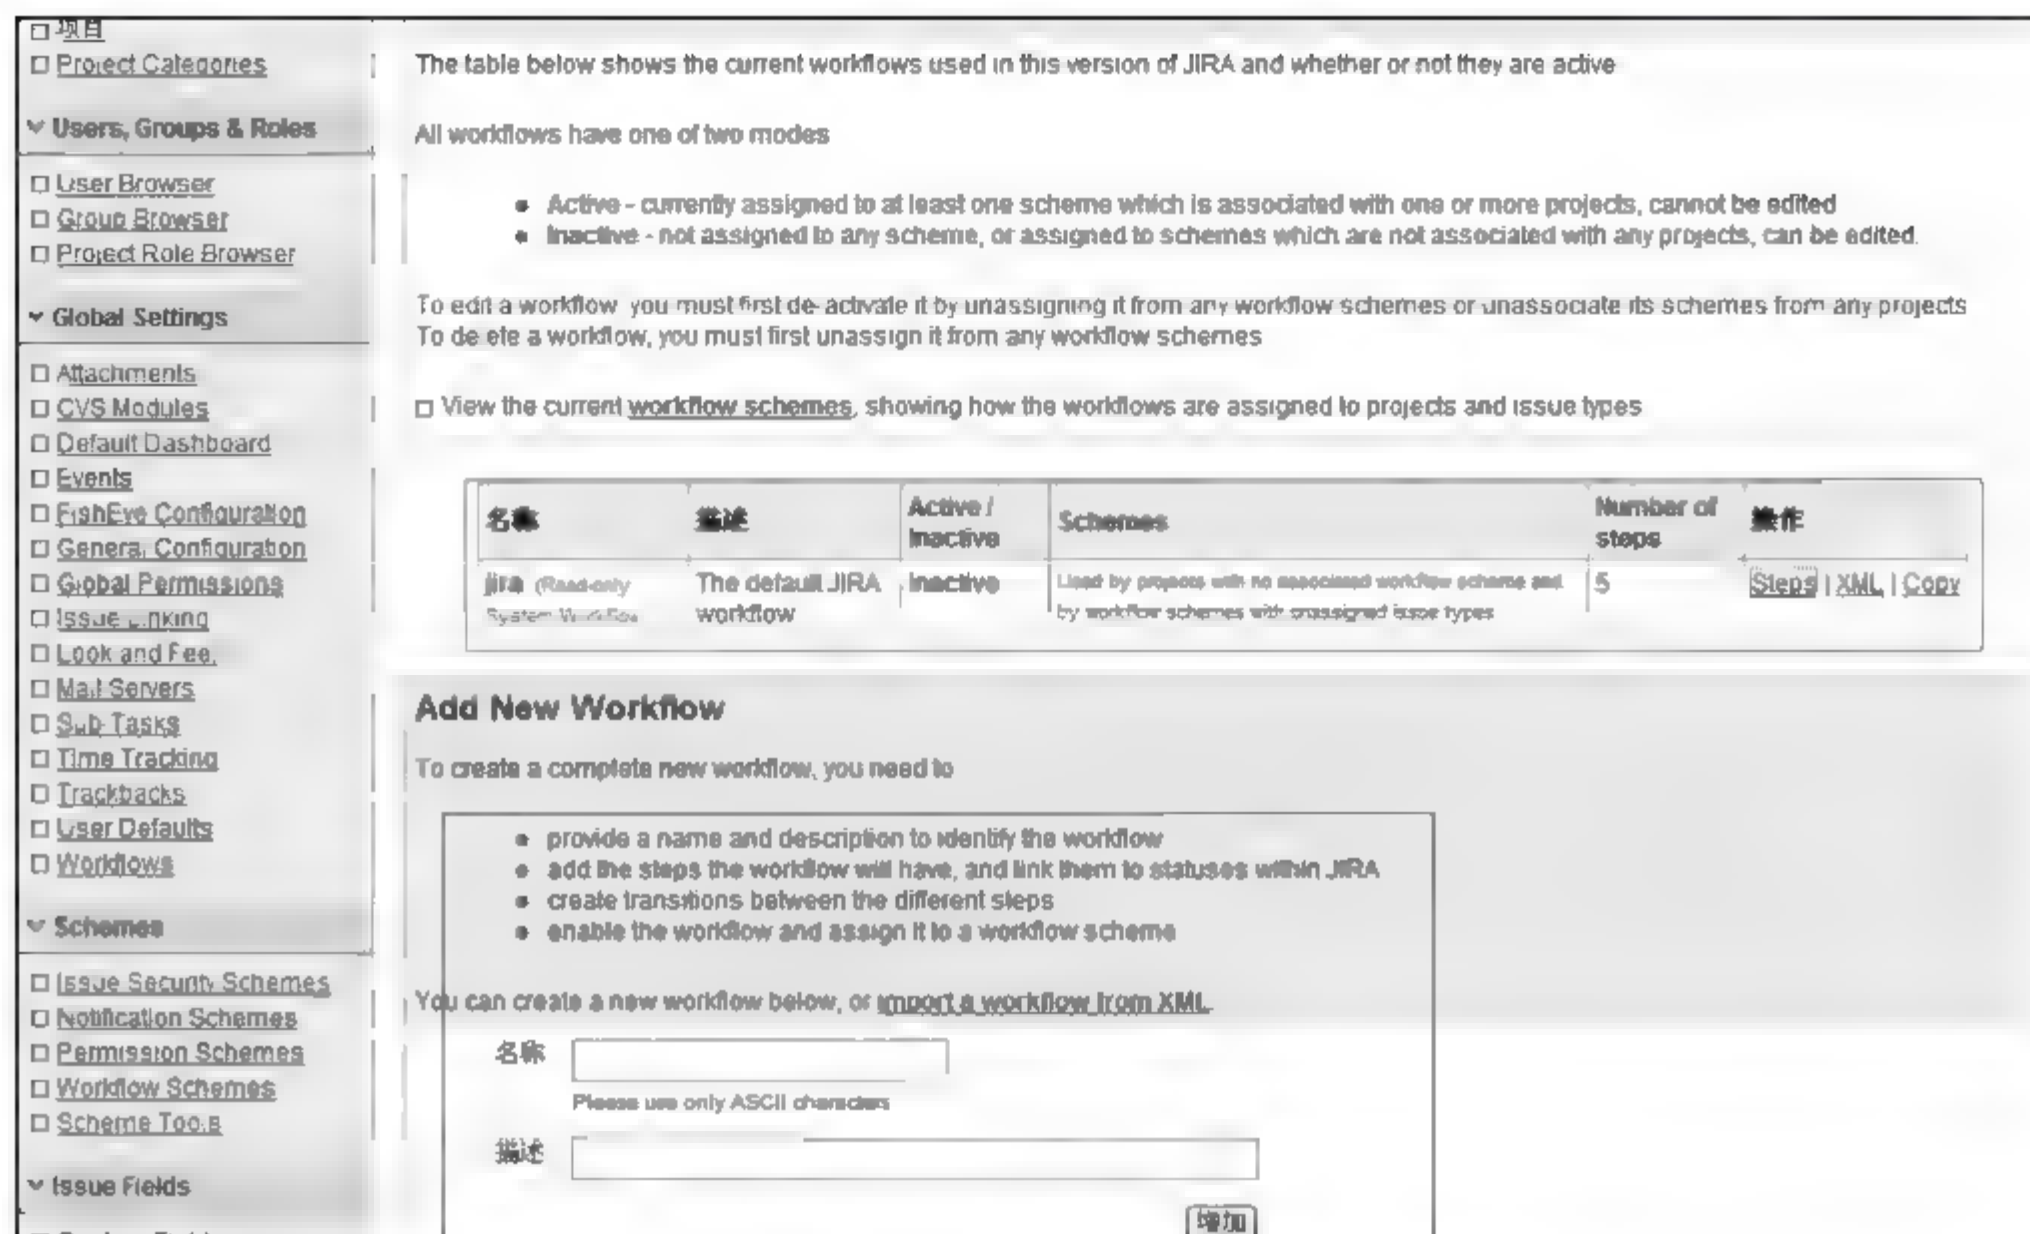 项目
Project Categories
Users, Groups & Roles
User Browser
Group Browser
Project Role Browser
Global Settings
Attachments
CVS Modules
Default Dashboard
Events
FishEye Configuration
General Configuration
Global Permissions
Issue Linking
Look and Feel
Mail Servers
Sub-Tasks
Time Tracking
Trackbacks
User Defaults
Workflows
Schemes
Issue Security Schemes
Notification Schemes
Permission Schemes
Workflow Schemes
Scheme Tools
Issue Fields
The table below shows the current workflows used in this version of JIRA and whether or not they are active
All workflows have one of two modes
Active - currently assigned to at least one scheme which is associated with one or more projects, cannot be edited
Inactive - not assigned to any scheme, or assigned to schemes which are not associated with any projects, can be edited.
To edit a workflow you must first de-activate it by unassigning it from any workflow schemes or unassociate its schemes from any projects
To delete a workflow, you must first unassign it from any workflow schemes
View the current workflow schemes, showing how the workflows are assigned to projects and issue types
名称 描述 Active / Inactive Schemes Number of steps 操作
jira (Read-only System Workflow The default JIRA workflow Inactive Used by projects with no associated workflow scheme and by workflow schemes with unassigned issue types 5 Steps | XML | Copy
Add New Workflow
To create a complete new workflow, you need to
provide a name and description to identify the workflow
add the steps the workflow will have, and link them to statuses within JIRA
create transitions between the different steps
enable the workflow and assign it to a workflow scheme
You can create a new workflow below, or import a workflow from XML
名称
Please use only ASCII characters
描述
增加